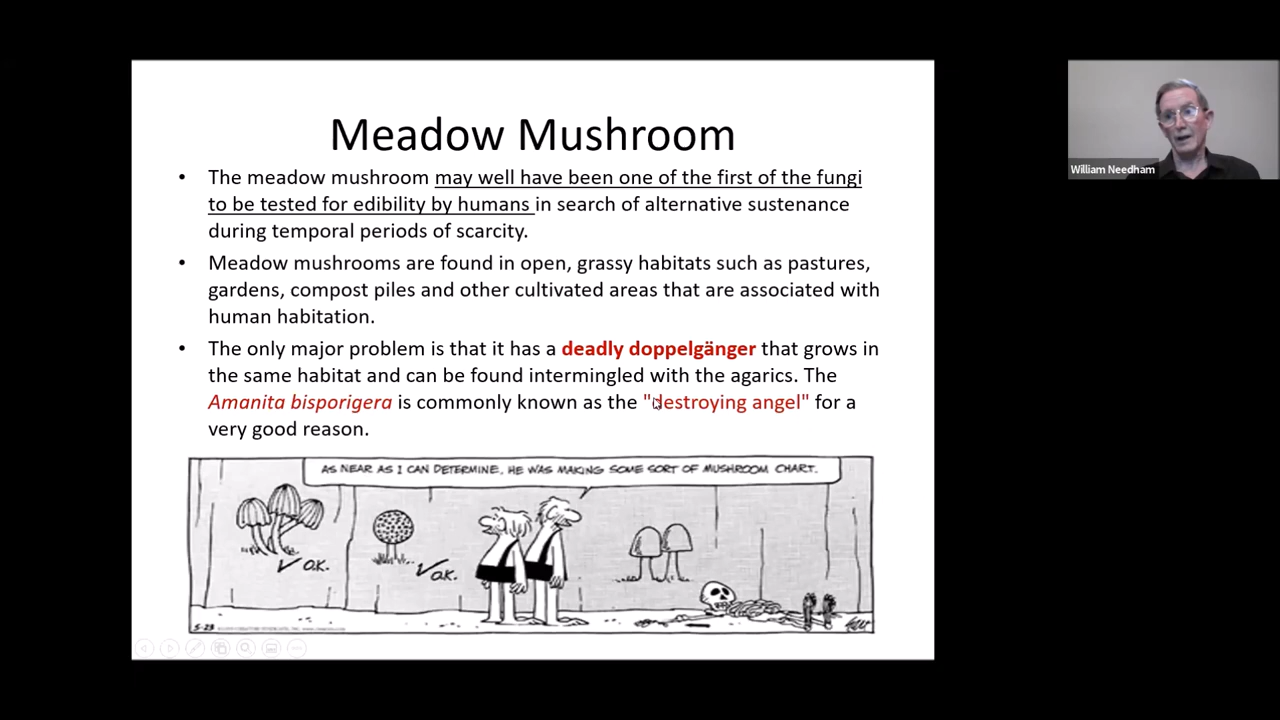 Meadow Mushroom
William Needham
• The meadow mushroom may well have been one of the first of the fungi
to be tested for edibility by humans in search of alternative sustenance
during temporal periods of scarcity.
• Meadow mushrooms are found in open, grassy habitats such as pastures,
gardens, compost piles and other cultivated areas that are associated with
human habitation.
• The only major problem is that it has a deadly doppelgänger that grows in
the same habitat and can be found intermingled with the agarics. The
Amanita bisporigera is commonly known as the "destroying angel" for a
very good reason.
AS NEAR AS I CAN DETERMINE, HE WAS MAKING SOME SORT OF MUSHROOM CHART.
O.K.
O.K.
5-23